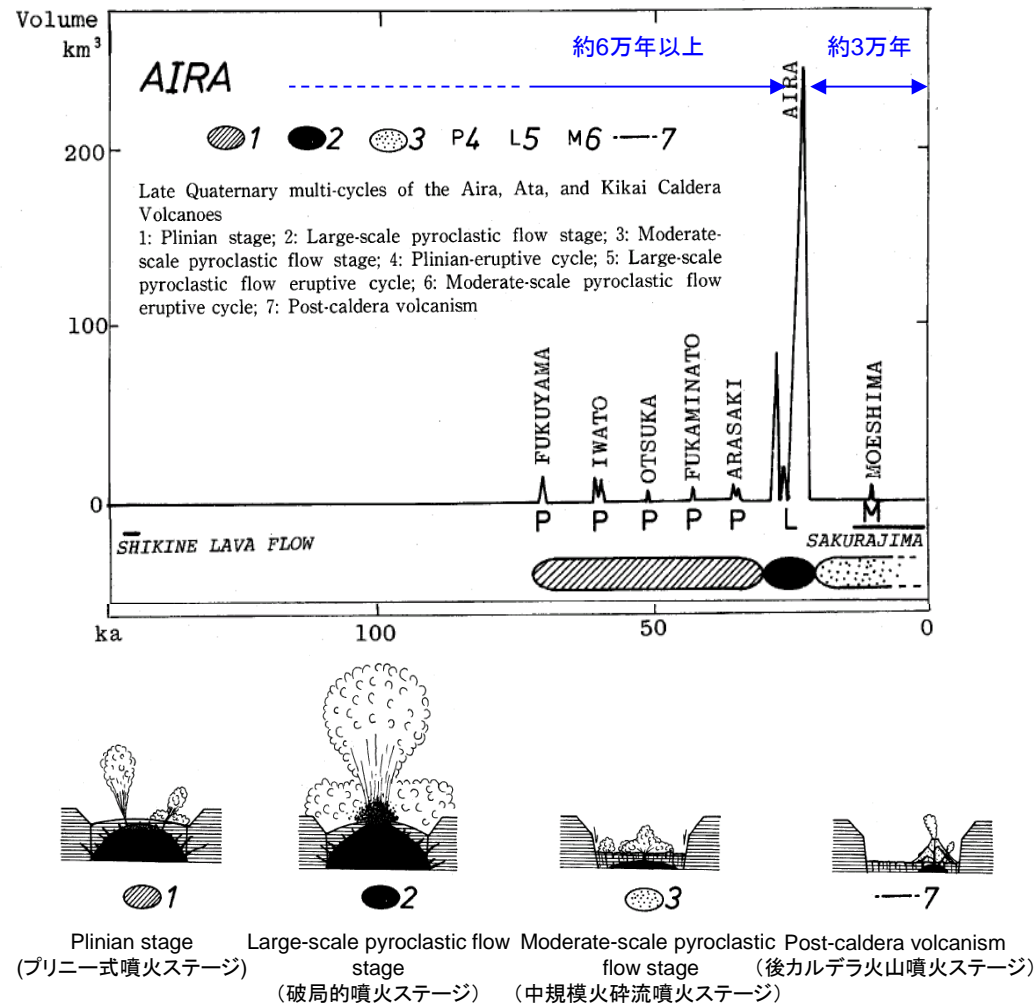 Volume
km³
AIRA
約6万年以上
約3万年
1 2 3 P4 L5 M6 7
200
Late Quaternary multi-cycles of the Aira, Ata, and Kikai Caldera
Volcanoes
1: Plinian stage; 2: Large-scale pyroclastic flow stage; 3: Moderate-
scale pyroclastic flow stage; 4: Plinian-eruptive cycle; 5: Large-scale
pyroclastic flow eruptive cycle; 6: Moderate-scale pyroclastic flow
eruptive cycle; 7: Post-caldera volcanism
100
FUKUYAMA
IWATO
OTSUKA
FUKAMINATO
ARASAKI
AIRA
MOESHIMA
0
P P P P P L M
SHIKINE LAVA FLOW
SAKURAJIMA
ka 100 50 0
1 2 3 7
Plinian stage
(プリニー式噴火ステージ)
Large-scale pyroclastic flow
stage
（破局的噴火ステージ）
Moderate-scale pyroclastic
flow stage
（中規模火砕流噴火ステージ）
Post-caldera volcanism
（後カルデラ火山噴火ステージ）